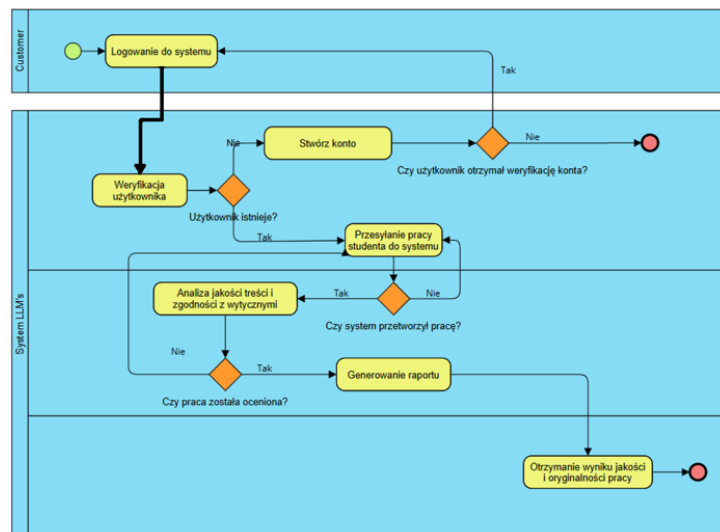 Customer
Logowanie do systemu
Tak
System LLM's
Nie
Stwórz konto
Nie
Czy użytkownik otrzymał weryfikację konta?
Weryfikacja
użytkownika
Użytkownik istnieje?
Tak
Przesyłanie pracy
studenta do systemu
Analiza jakości treści i
zgodności z wytycznymi
Tak
Nie
Czy system przetworzył pracę?
Nie
Tak
Generowanie raportu
Czy praca została oceniona?
Otrzymanie wyniku jakości
i oryginalności pracy